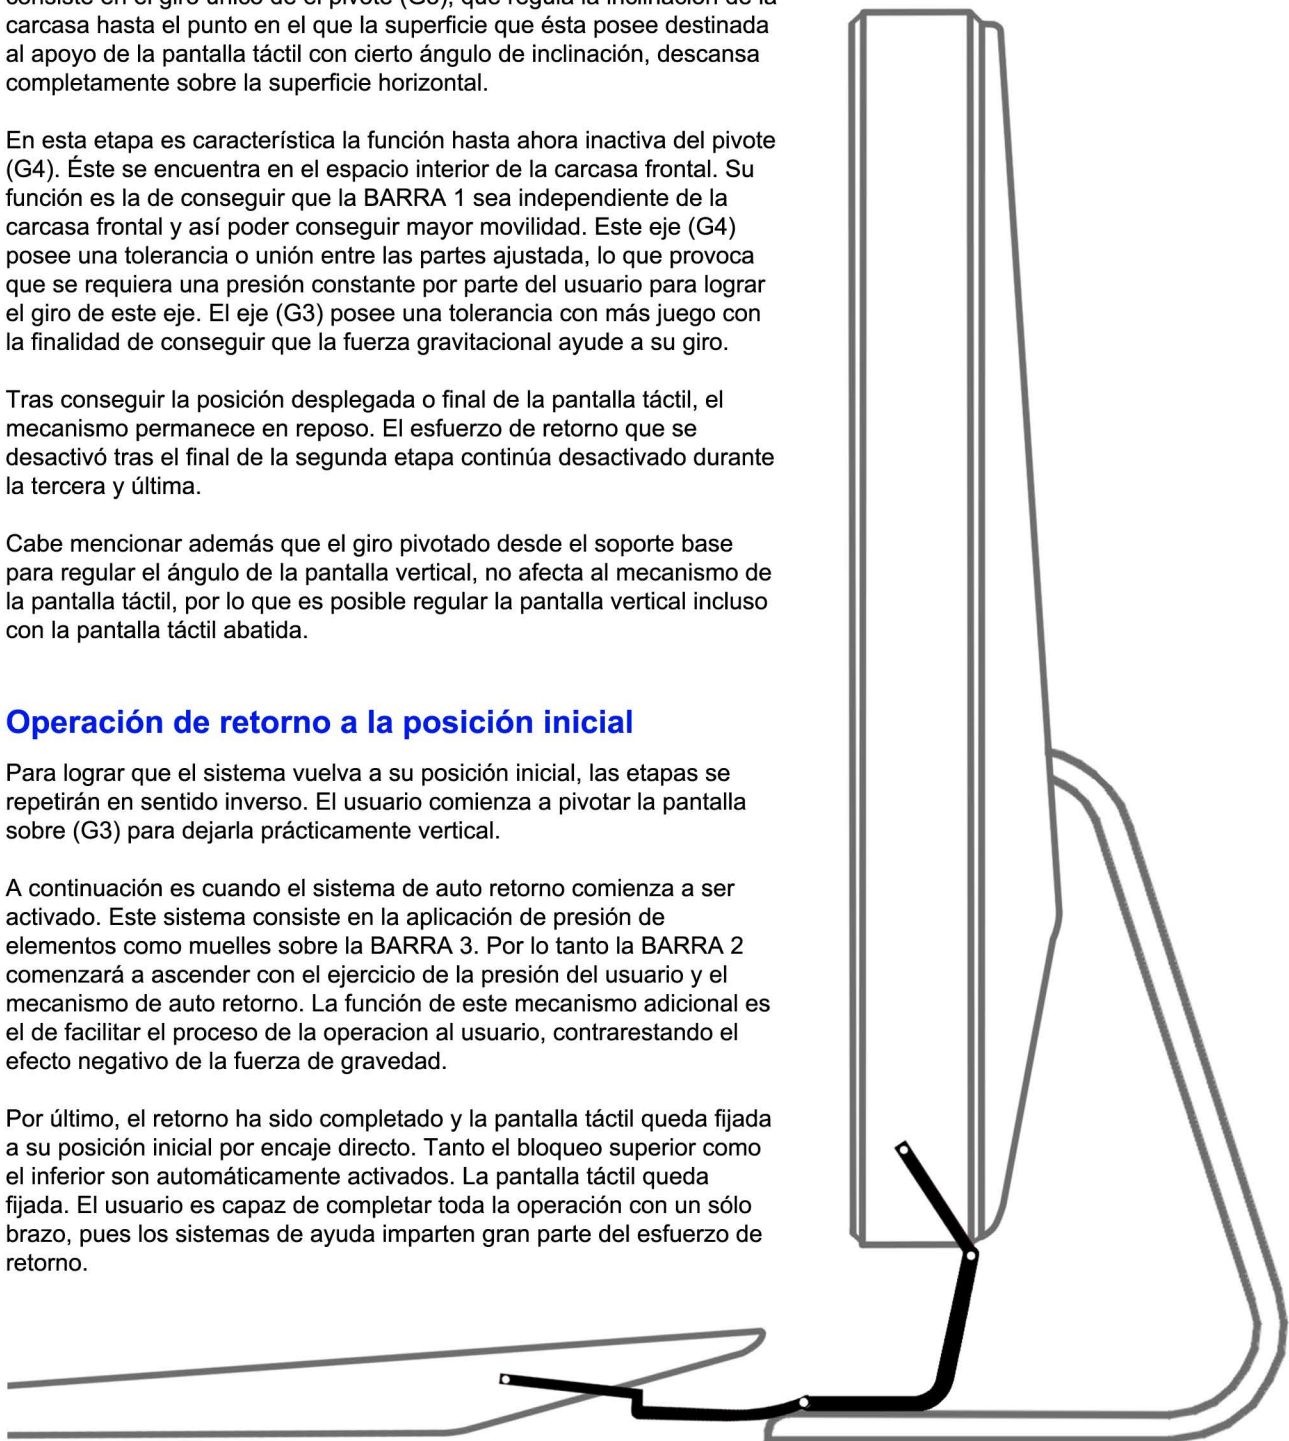 consiste en el giro único de el pivote (G3), que regula la inclinación de la
carcasa hasta el punto en el que la superficie que ésta posee destinada
al apoyo de la pantalla táctil con cierto ángulo de inclinación, descansa
completamente sobre la superficie horizontal.
En esta etapa es característica la función hasta ahora inactiva del pivote
(G4). Éste se encuentra en el espacio interior de la carcasa frontal. Su
función es la de conseguir que la BARRA 1 sea independiente de la
carcasa frontal y así poder conseguir mayor movilidad. Este eje (G4)
posee una tolerancia o unión entre las partes ajustada, lo que provoca
que se requiera una presión constante por parte del usuario para lograr
el giro de este eje. El eje (G3) posee una tolerancia con más juego con
la finalidad de conseguir que la fuerza gravitacional ayude a su giro.
Tras conseguir la posición desplegada o final de la pantalla táctil, el
mecanismo permanece en reposo. El esfuerzo de retorno que se
desactivó tras el final de la segunda etapa continúa desactivado durante
la tercera y última.
Cabe mencionar además que el giro pivotado desde el soporte base
para regular el ángulo de la pantalla vertical, no afecta al mecanismo de
la pantalla táctil, por lo que es posible regular la pantalla vertical incluso
con la pantalla táctil abatida.
Operación de retorno a la posición inicial
Para lograr que el sistema vuelva a su posición inicial, las etapas se
repetirán en sentido inverso. El usuario comienza a pivotar la pantalla
sobre (G3) para dejarla prácticamente vertical.
A continuación es cuando el sistema de auto retorno comienza a ser
activado. Este sistema consiste en la aplicación de presión de
elementos como muelles sobre la BARRA 3. Por lo tanto la BARRA 2
comenzará a ascender con el ejercicio de la presión del usuario y el
mecanismo de auto retorno. La función de este mecanismo adicional es
el de facilitar el proceso de la operacion al usuario, contrarestando el
efecto negativo de la fuerza de gravedad.
Por último, el retorno ha sido completado y la pantalla táctil queda fijada
a su posición inicial por encaje directo. Tanto el bloqueo superior como
el inferior son automáticamente activados. La pantalla táctil queda
fijada. El usuario es capaz de completar toda la operación con un sólo
brazo, pues los sistemas de ayuda imparten gran parte del esfuerzo de
retorno.